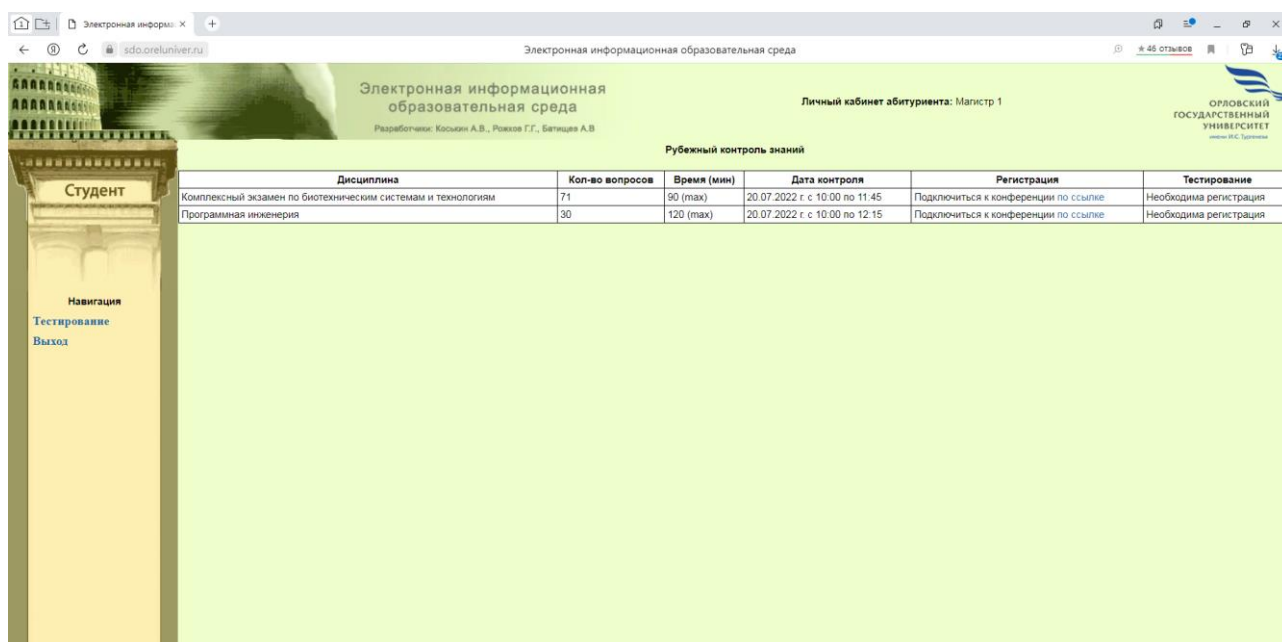 Электронная информа
sdo.oreluniver.ru
Электронная информационная образовательная среда
★ 46 отзывов
Электронная информационная
образовательная среда
Разработчики: Коськин А.В., Рожков Г.Г., Батищев А.В
Личный кабинет абитуриента: Магистр 1
ОРЛОВСКИЙ
ГОСУДАРСТВЕННЫЙ
УНИВЕРСИТЕТ
имени И.С. Тургенева
Рубежный контроль знаний
Студент
Дисциплина Кол-во вопросов Время (мин) Дата контроля Регистрация Тестирование
Комплексный экзамен по биотехническим системам и технологиям 71 90 (max) 20.07.2022 г. с 10:00 по 11:45 Подключиться к конференции по ссылке Необходима регистрация
Программная инженерия 30 120 (max) 20.07.2022 г. с 10:00 по 12:15 Подключиться к конференции по ссылке Необходима регистрация
Навигация
Тестирование
Выход